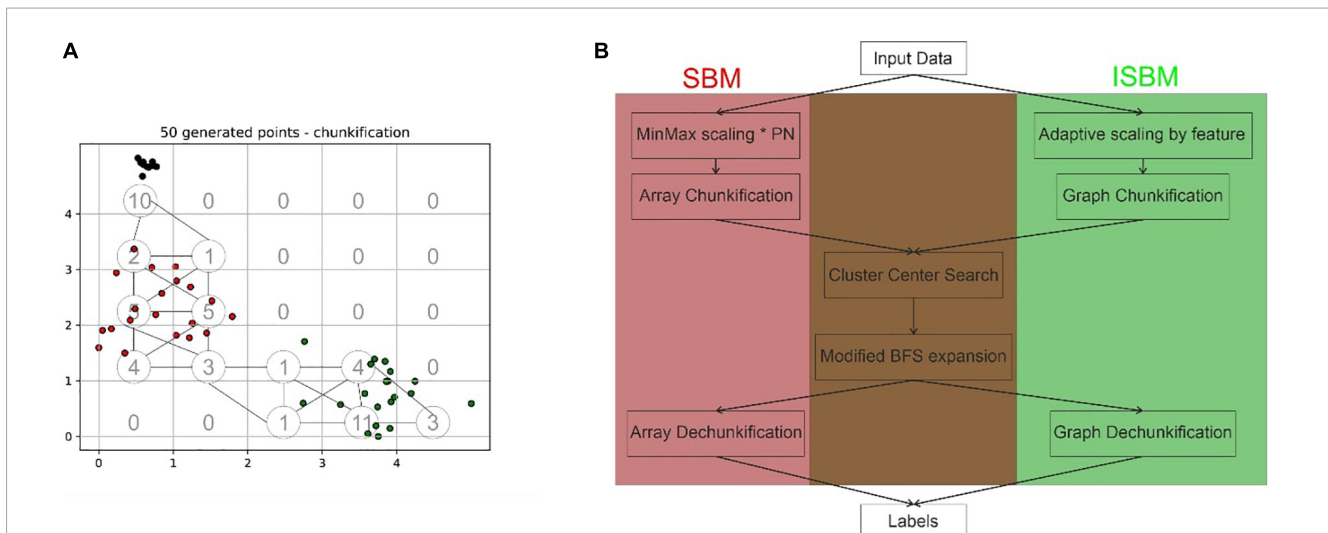 A
50 generated points - chunkification
10 0 0 0 0
4
2 1 0 0 0
3
5 5 0 0 0
2
4 3 1 4 0
1
0 0 1 11 3
0
0 1 2 3 4
B
Input Data
SBM
ISBM
MinMax scaling * PN
Adaptive scaling by feature
Array Chunkification
Graph Chunkification
Cluster Center Search
Modified BFS expansion
Array Dechunkification
Graph Dechunkification
Labels